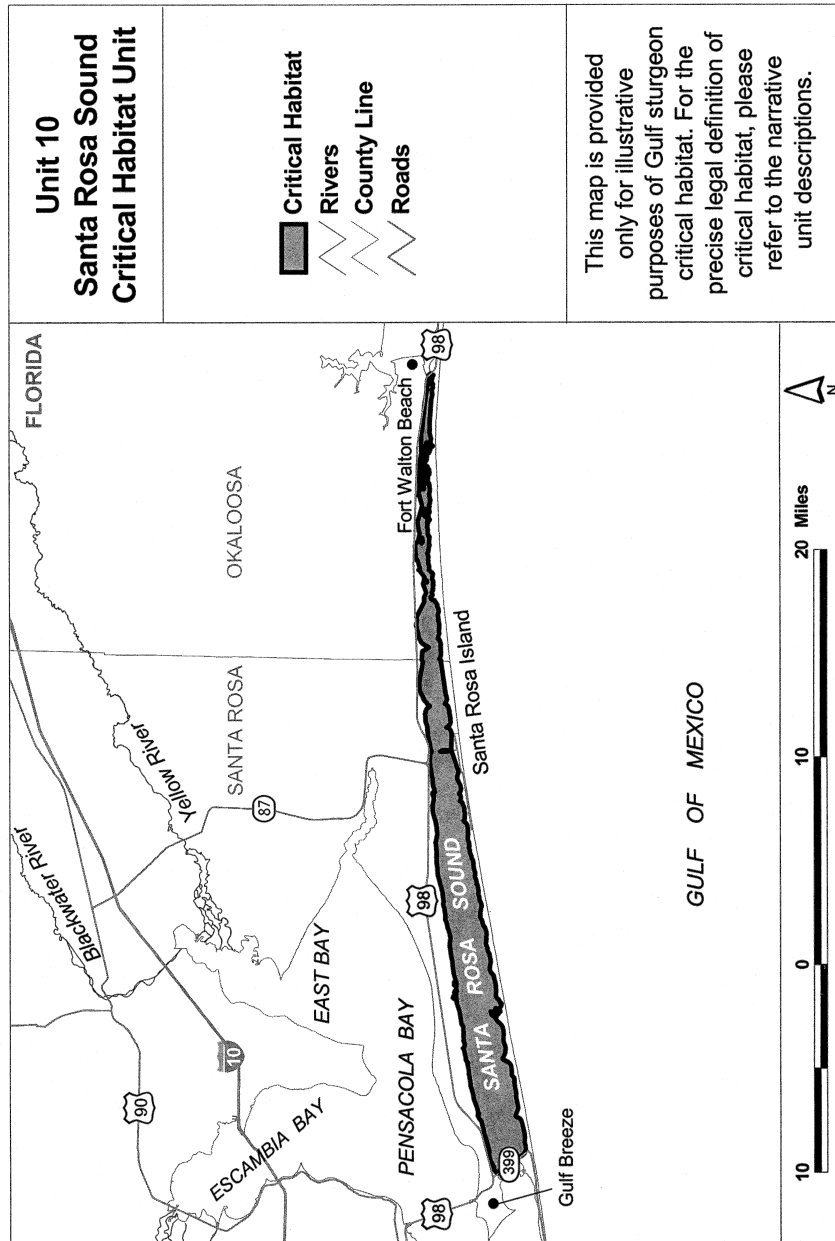 Unit 10
Santa Rosa Sound
Critical Habitat Unit
Critical Habitat
Rivers
County Line
Roads
This map is provided
only for illustrative
purposes of Gulf sturgeon
critical habitat. For the
precise legal definition of
critical habitat, please
refer to the narrative
unit descriptions.
FLORIDA
Blackwater River
Yellow River
OKALOOSA
SANTA ROSA
90
10
87
ESCAMBIA BAY
EAST BAY
PENSACOLA BAY
98
98
98
Fort Walton Beach
SANTA ROSA SOUND
399
Gulf Breeze
Santa Rosa Island
GULF OF MEXICO
10 0 10 20 Miles
N